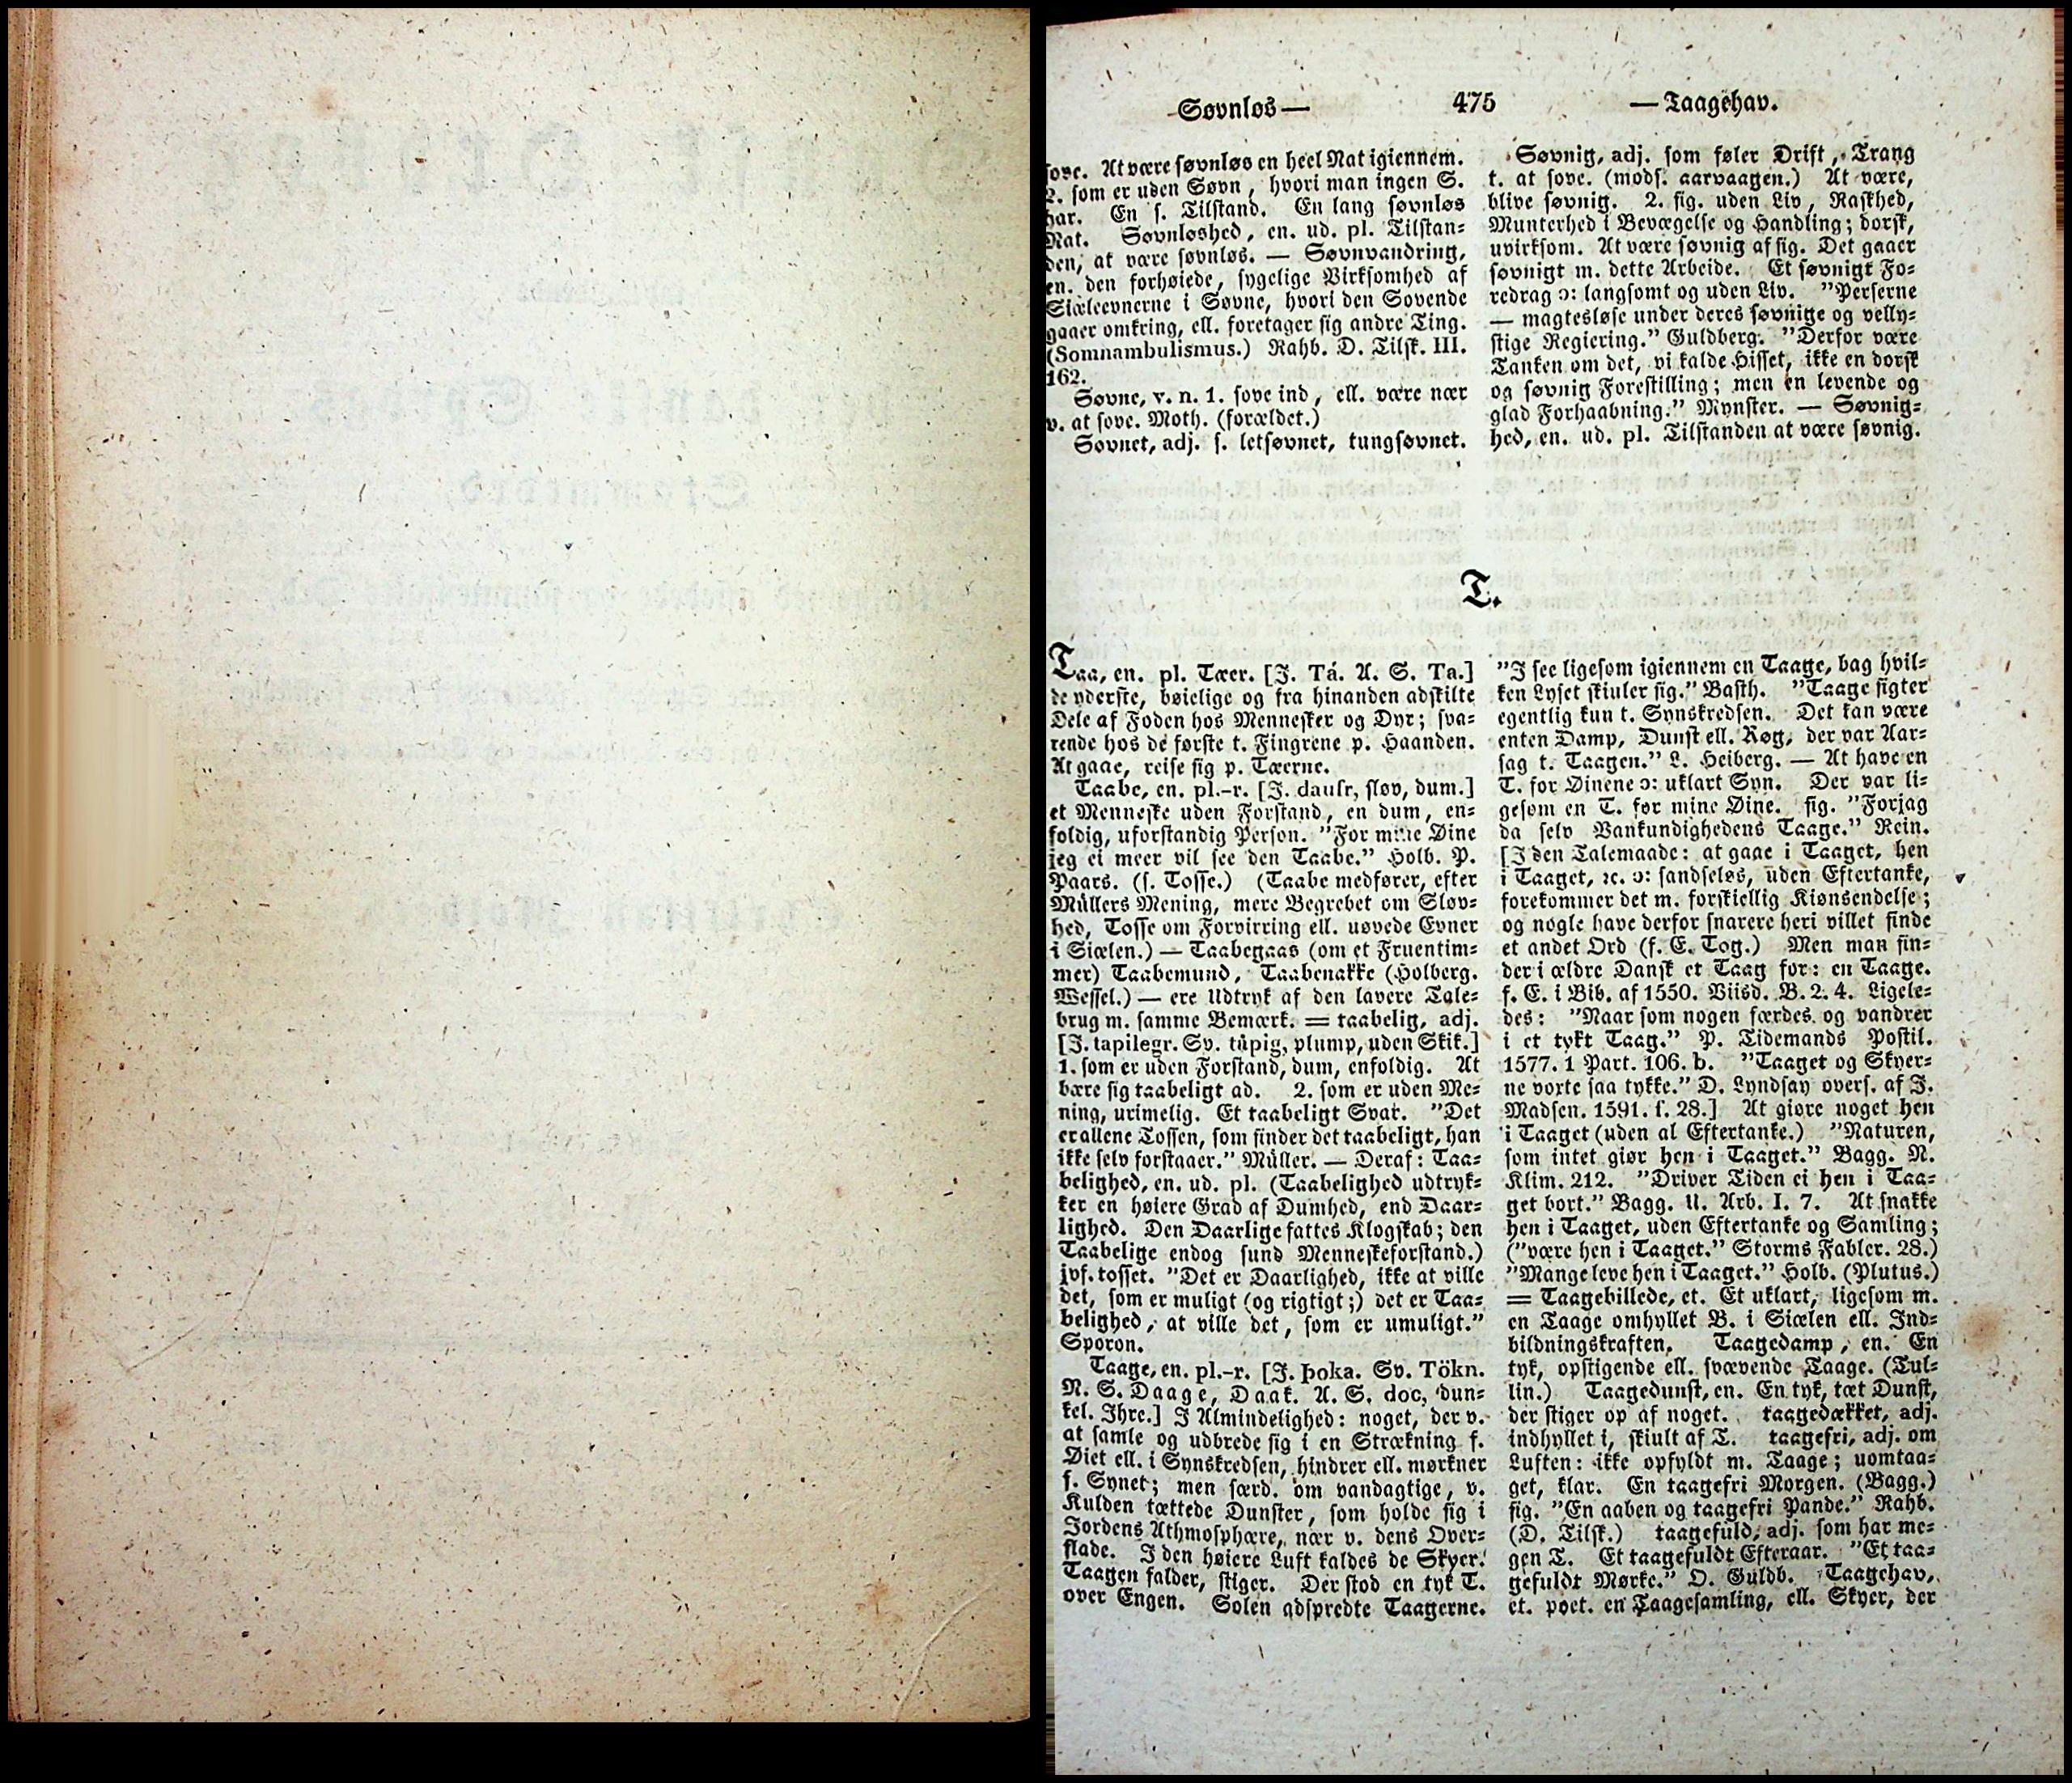 Søvnløs—
475
—Taagehav.
sove. At være søvnløs en heel Nat igiennem.
2. som er uden Søvn, hvori man ingen S.
har. En s. Tilstand. En lang søvnløs
Nat. Søvnløshed, en. ud. pl. Tilstan-
den, at være søvnløs. — Søvnvandring,
en. den forhøiede, sygelige Virksomhed af
Siæleevnerne i Søvne, hvori den Sovende
gaaer omkring, ell. foretager sig andre Ting.
(Somnambulismus.) Rahb. D. Tilsk. III.
162.
Søvne, v. n. 1. sove ind, ell. være nær
v. at sove. Moth. (forældet.)
Søvnet, adj. s. letsøvnet, tungsøvnet.
Søvnig, adj. som føler Drift, Trang
t. at sove. (mods. aarvaagen.) At være,
blive søvnig. 2. fig. uden Liv, Raskhed,
Munterhed i Bevægelse og Handling; dorsk,
uvirksom. At være søvnig af sig. Det gaaer
søvnigt m. dette Arbeide. Et søvnigt Fo-
redrag ɔ: langsomt og uden Liv. "Perserne
— magtesløse under deres søvnige og velly-
stige Regiering." Guldberg. "Derfor være
Tanken om det, vi kalde Hisset, ikke en dorsk
og søvnig Forestilling; men en levende og
glad Forhaabning." Mynster. — Søvnig-
hed, en. ud. pl. Tilstanden at være søvnig.
T.
Taa, en. pl. Tæer. [I. Tá. A. S. Ta.]
de yderste, bøielige og fra hinanden adskilte
Dele af Foden hos Mennesker og Dyr; sva-
rende hos de første t. Fingrene p. Haanden.
At gaae, reise sig p. Tæerne.
Taabe, en. pl.-r. [I. daufr, sløv, dum.]
et Menneske uden Forstand, en dum, en-
foldig, uforstandig Person. "For mine Øine
jeg ei meer vil see den Taabe." Holb. P.
Paars. (s. Tosse.) (Taabe medfører, efter
Müllers Mening, mere Begrebet om Sløv-
hed, Tosse om Forvirring ell. uøvede Evner
i Siælen.) — Taabegaas (om et Fruentim-
mer) Taabemund, Taabenakke (Holberg.
Wessel.) — ere Udtryk af den lavere Tale-
brug m. samme Bemærk. = taabelig, adj.
[I. tapilegr. Sv. tåpig, plump, uden Skik.]
1. som er uden Forstand, dum, enfoldig. At
bære sig taabeligt ad. 2. som er uden Me-
ning, urimelig. Et taabeligt Svar. "Det
er allene Tossen, som finder det taabeligt, han
ikke selv forstaaer." Müller. — Deraf: Taa-
belighed, en. ud. pl. (Taabelighed udtryk-
ker en høiere Grad af Dumhed, end Daar-
lighed. Den Daarlige fattes Klogskab; den
Taabelige endog sund Menneskeforstand.)
jvf. tosset. "Det er Daarlighed, ikke at ville
det, som er muligt (og rigtigt;) det er Taa-
belighed, at ville det, som er umuligt."
Sporon.
Taage, en. pl.-r. [I. þoka. Sv. Tökn.
N. S. Daage, Daak. A. S. doc, dun-
kel. Ihre.] I Almindelighed: noget, der v.
at samle og udbrede sig i en Strækning f.
Øiet ell. i Synskredsen, hindrer ell. mørkner
f. Synet; men særd. om vandagtige, v.
Kulden tættede Dunster, som holde sig i
Jordens Athmosphære, nær v. dens Over-
flade. I den høiere Luft kaldes de Skyer.
Taagen falder, stiger. Der stod en tyk T.
over Engen. Solen adspredte Taagerne.
"I see ligesom igiennem en Taage, bag hvil-
ken Lyset skiuler sig." Basth. "Taage sigter
egentlig kun t. Synskredsen. Det kan være
enten Damp, Dunst ell. Røg, der var Aar-
sag t. Taagen." L. Heiberg. — At have en
T. for Øinene ɔ: uklart Syn. Der var li-
gesom en T. for mine Øine. fig. "Forjag
da selv Vankundighedens Taage." Rein.
[I den Talemaade: at gaae i Taaget, hen
i Taaget, ꝛc. ɔ: sandseløs, uden Eftertanke,
forekommer det m. forskiellig Kiønsendelse;
og nogle have derfor snarere heri villet finde
et andet Ord (f. E. Tog.) Men man fin-
der i ældre Dansk et Taag for: en Taage.
f. E. i Bib. af 1550. Viisd. B. 2. 4. Ligele-
des: "Naar som nogen færdes og vandrer
i et tykt Taag." P. Tidemands Postil.
1577. 1 Part. 106. b. "Taaget og Skyer-
ne vorte saa tykke." D. Lyndsay overs. af J.
Madsen. 1591. f. 28.] At giøre noget hen
i Taaget (uden al Eftertanke.) "Naturen,
som intet giør hen i Taaget." Bagg. N.
Klim. 212. "Driver Tiden ei hen i Taa-
get bort." Bagg. U. Arb. I. 7. At snakke
hen i Taaget, uden Eftertanke og Samling;
("være hen i Taaget." Storms Fabler. 28.)
"Mange leve hen i Taaget." Holb. (Plutus.)
= Taagebillede, et. Et uklart, ligesom m.
en Taage omhyllet B. i Siælen ell. Ind-
bildningskraften. Taagedamp, en. En
tyk, opstigende ell. svævende Taage. (Tul-
lin.) Taagedunst, en. En tyk, tæt Dunst,
der stiger op af noget. taagedækket, adj.
indhyllet i, skiult af T. taagefri, adj. om
Luften: ikke opfyldt m. Taage; uomtaa-
get, klar. En taagefri Morgen. (Bagg.)
fig. "En aaben og taagefri Pande." Rahb.
(D. Tilsk.) taagefuld, adj. som har me-
gen T. Et taagefuldt Efteraar. "Et taa-
gefuldt Mørke." O. Guldb. Taagehav,
et. poet. en Taagesamling, ell. Skyer, der